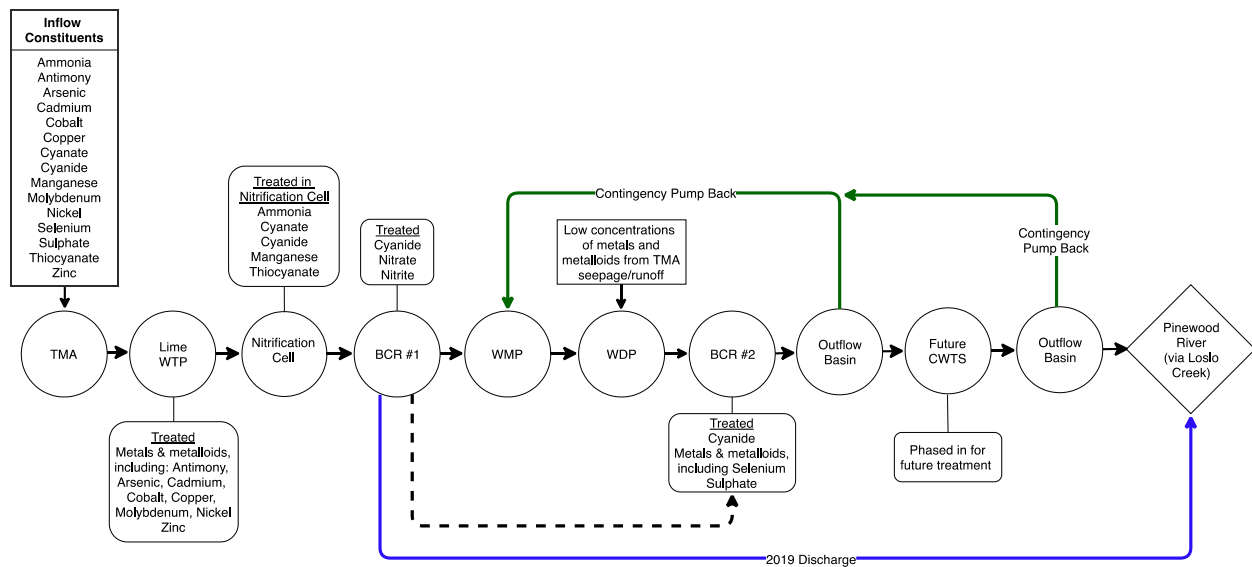 Inflow
Constituents
Ammonia
Antimony
Arsenic
Cadmium
Cobalt
Copper
Cyanate
Cyanide
Manganese
Molybdenum
Nickel
Selenium
Sulphate
Thiocyanate
Zinc
Treated in
Nitrification Cell
Ammonia
Cyanate
Cyanide
Manganese
Thiocyanate
Treated
Cyanide
Nitrate
Nitrite
Contingency Pump Back
Low concentrations
of metals and
metalloids from TMA
seepage/runoff
Contingency
Pump Back
TMA
Lime
WTP
Nitrification
Cell
BCR #1
WMP
WDP
BCR #2
Outflow
Basin
Future
CWTS
Outflow
Basin
Pinewood
River
(via Loslo
Creek)
Treated
Metals & metalloids,
including: Antimony,
Arsenic, Cadmium,
Cobalt, Copper,
Molybdenum, Nickel
Zinc
Treated
Cyanide
Metals & metalloids,
including Selenium
Sulphate
Phased in for
future treatment
2019 Discharge